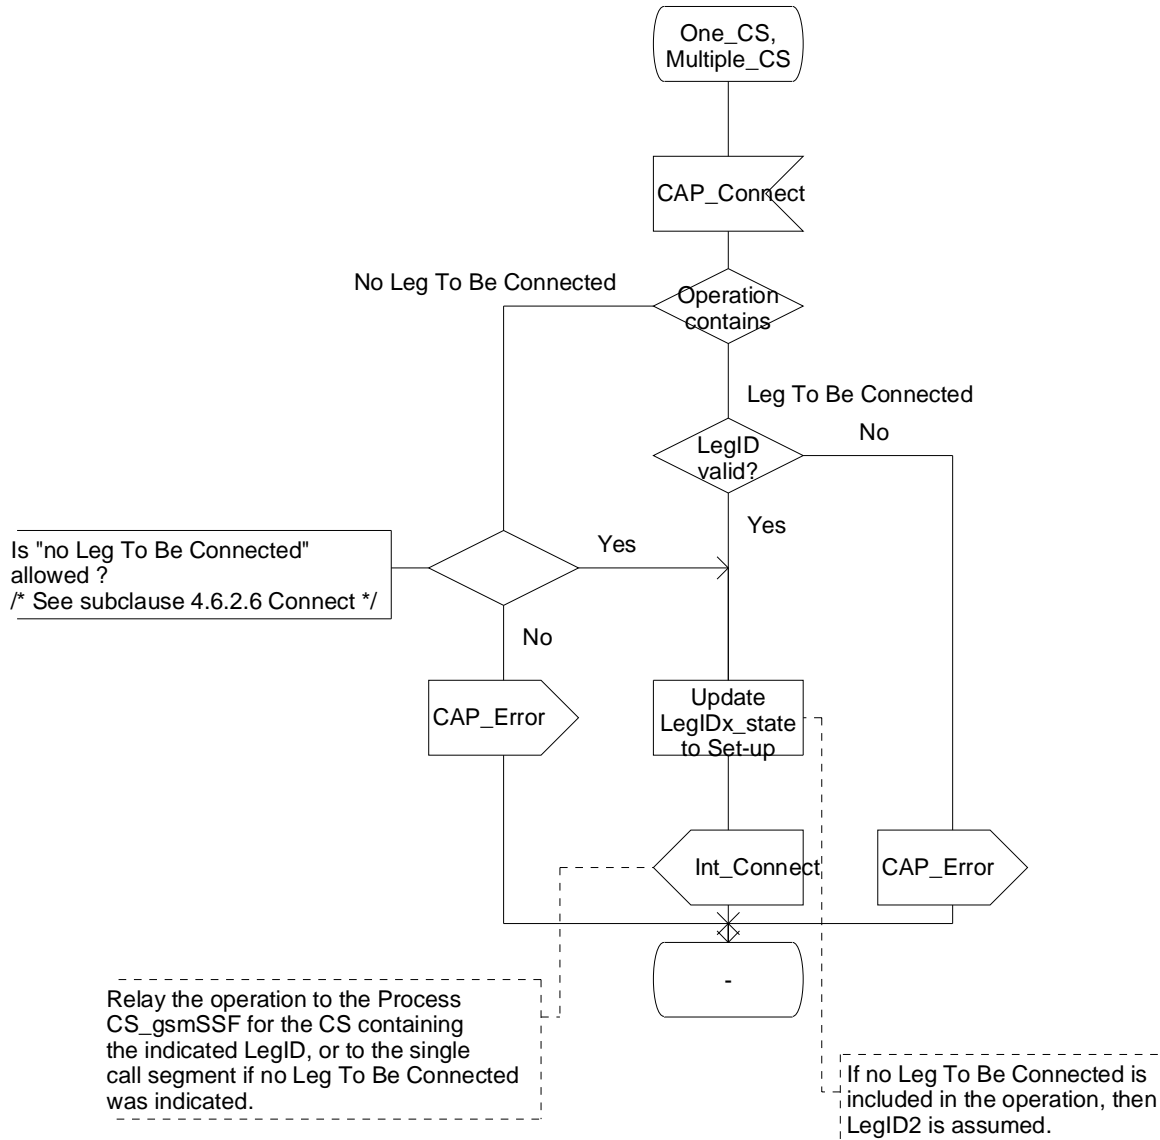 One_CS,
Multiple_CS
CAP_Connect
No Leg To Be Connected
Operation
contains
Leg To Be Connected
LegID
valid?
No
Yes
Is "no Leg To Be Connected"
allowed ?
/* See subclause 4.6.2.6 Connect */
Yes
No
CAP_Error
Update
LegIDx_state
to Set-up
Int_Connect
CAP_Error
-
Relay the operation to the Process
CS_gsmSSF for the CS containing
the indicated LegID, or to the single
call segment if no Leg To Be Connected
was indicated.
If no Leg To Be Connected is
included in the operation, then
LegID2 is assumed.